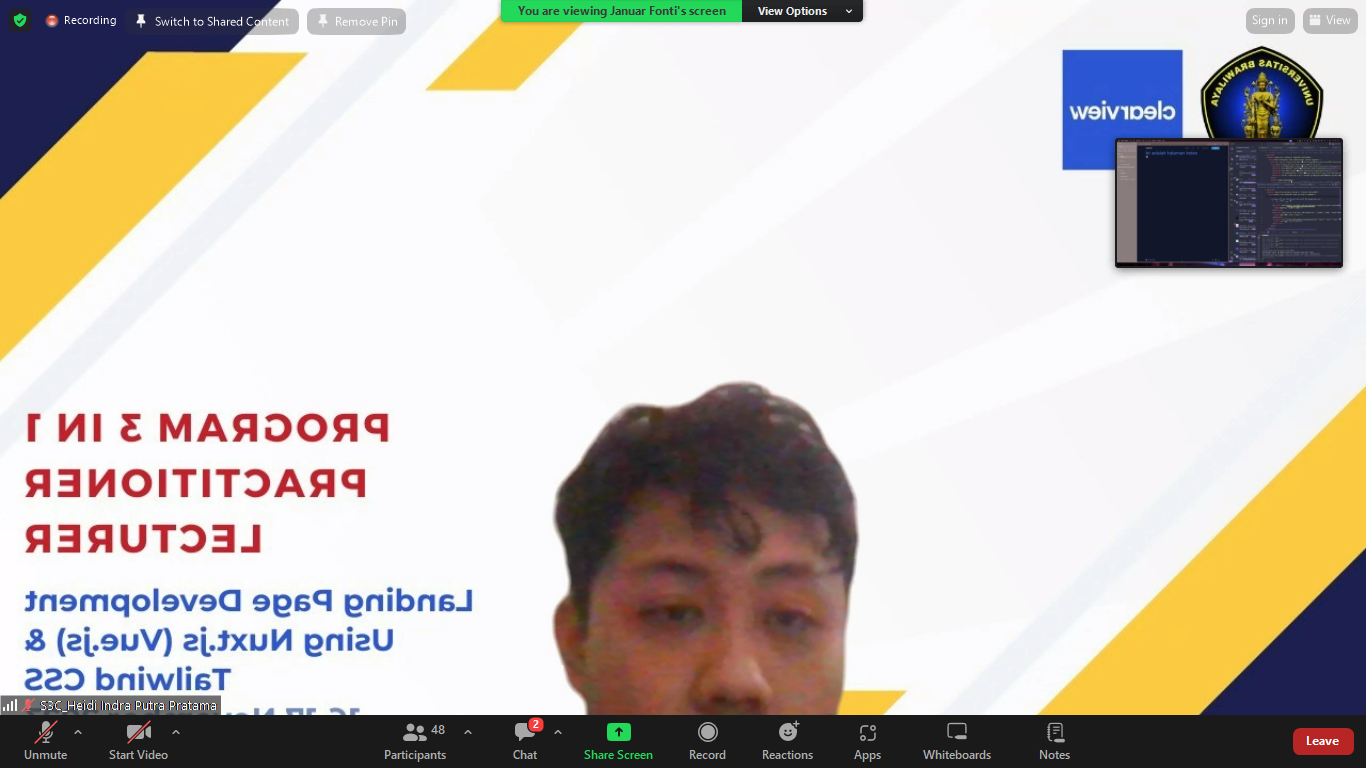 Recording
Switch to Shared Content
Remove Pin
You are viewing Januar Fonti's screen
View Options
Sign in
View
clearview
UNIVERSITAS BRAWIJAYA
PROGRAM 3 IN 1
PRACTITIONER
LECTURER
Landing Page Development
Using Nuxt.js (Vue.js) &
Tailwind CSS
S3C_Heidi Indra Putra Pratama
Unmute
Start Video
Participants
48
Chat
2
Share Screen
Record
Reactions
Apps
Whiteboards
Notes
Leave